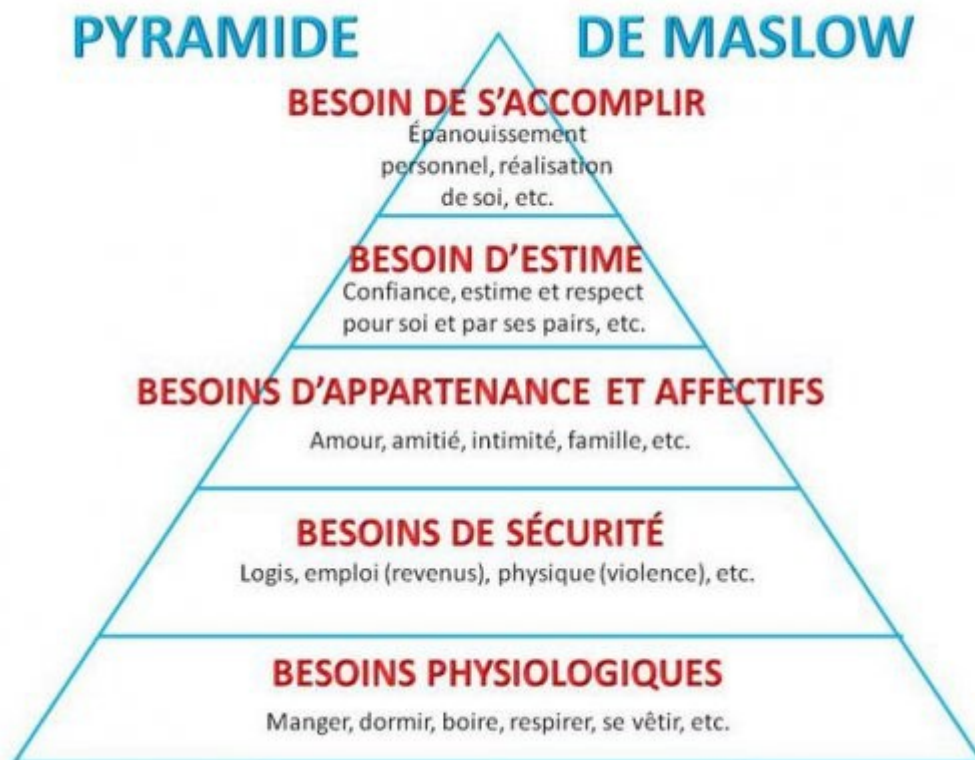 PYRAMIDE DE MASLOW
BESOIN DE S'ACCOMPLIR
Épanouissement
personnel, réalisation
de soi, etc.
BESOIN D'ESTIME
Confiance, estime et respect
pour soi et par ses pairs, etc.
BESOINS D'APPARTENANCE ET AFFECTIFS
Amour, amitié, intimité, famille, etc.
BESOINS DE SÉCURITÉ
Logis, emploi (revenus), physique (violence), etc.
BESOINS PHYSIOLOGIQUES
Manger, dormir, boire, respirer, se vêtir, etc.